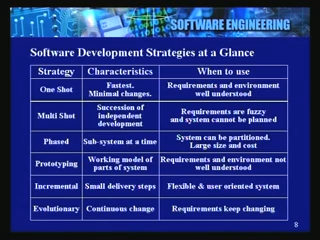 SOFTWARE ENGINEERING
Software Development Strategies at a Glance
Strategy Characteristics When to use
One Shot Fastest. Minimal changes. Requirements and environment well understood
Multi Shot Succession of independent development Requirements are fuzzy and system cannot be planned
Phased Sub-system at a time System can be partitioned. Large size and cost
Prototyping Working model of parts of system Requirements and environment not well understood
Incremental Small delivery steps Flexible & user oriented system
Evolutionary Continuous change Requirements keep changing
8